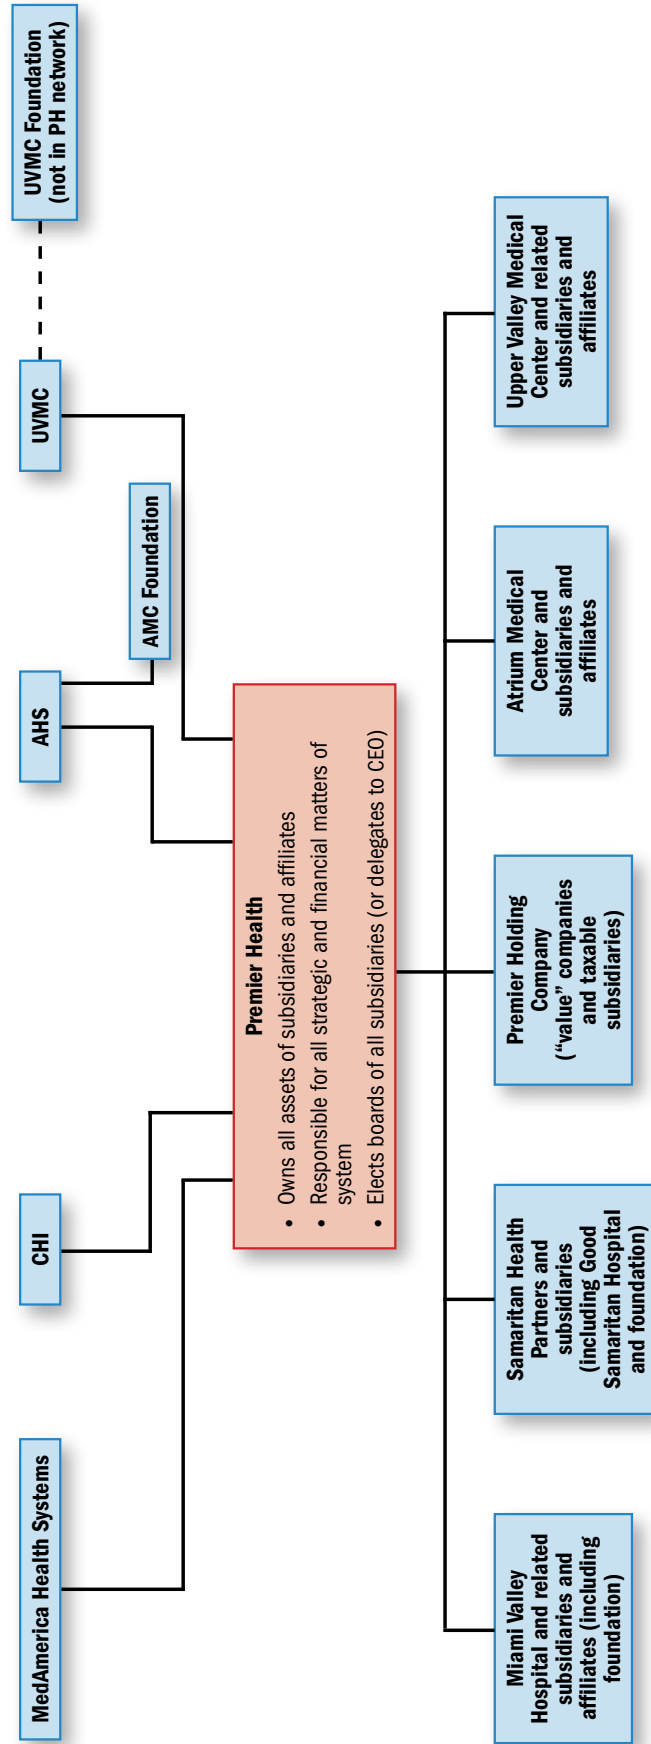 MedAmerica Health Systems
CHI
AHS
UVMC
UVMC Foundation
(not in PH network)
AMC Foundation
Premier Health
• Owns all assets of subsidiaries and affiliates
• Responsible for all strategic and financial matters of
system
• Elects boards of all subsidiaries (or delegates to CEO)
Miami Valley
Hospital and related
subsidiaries and
affiliates (including
foundation)
Samaritan Health
Partners and
subsidiaries
(including Good
Samaritan Hospital
and foundation)
Premier Holding
Company
(“value” companies
and taxable
subsidiaries)
Atrium Medical
Center and
subsidiaries and
affiliates
Upper Valley Medical
Center and related
subsidiaries and
affiliates